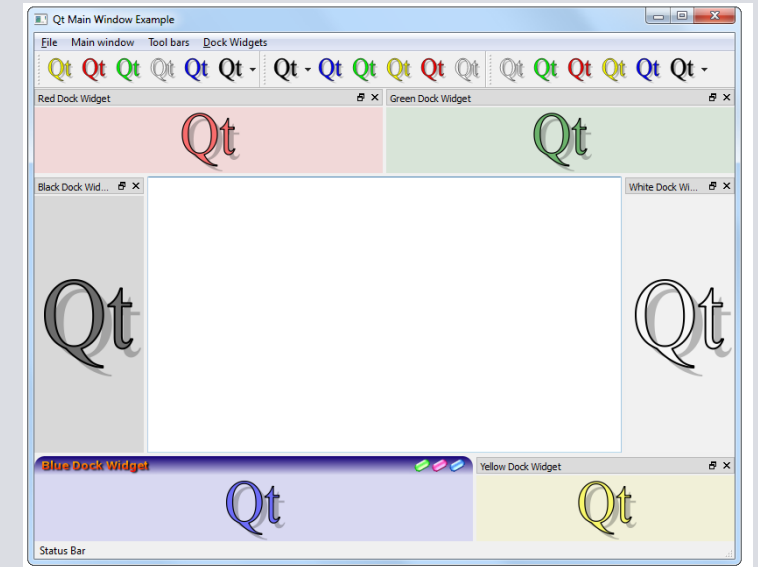 Qt Main Window Example
File Main window Tool bars Dock Widgets
Qt Qt Qt Qt Qt Qt Qt Qt Qt Qt Qt Qt Qt Qt Qt Qt Qt Qt
Red Dock Widget Green Dock Widget
Qt Qt
Black Dock Wid... White Dock Wi...
Qt Qt
Blue Dock Widget Yellow Dock Widget
Qt Qt
Status Bar